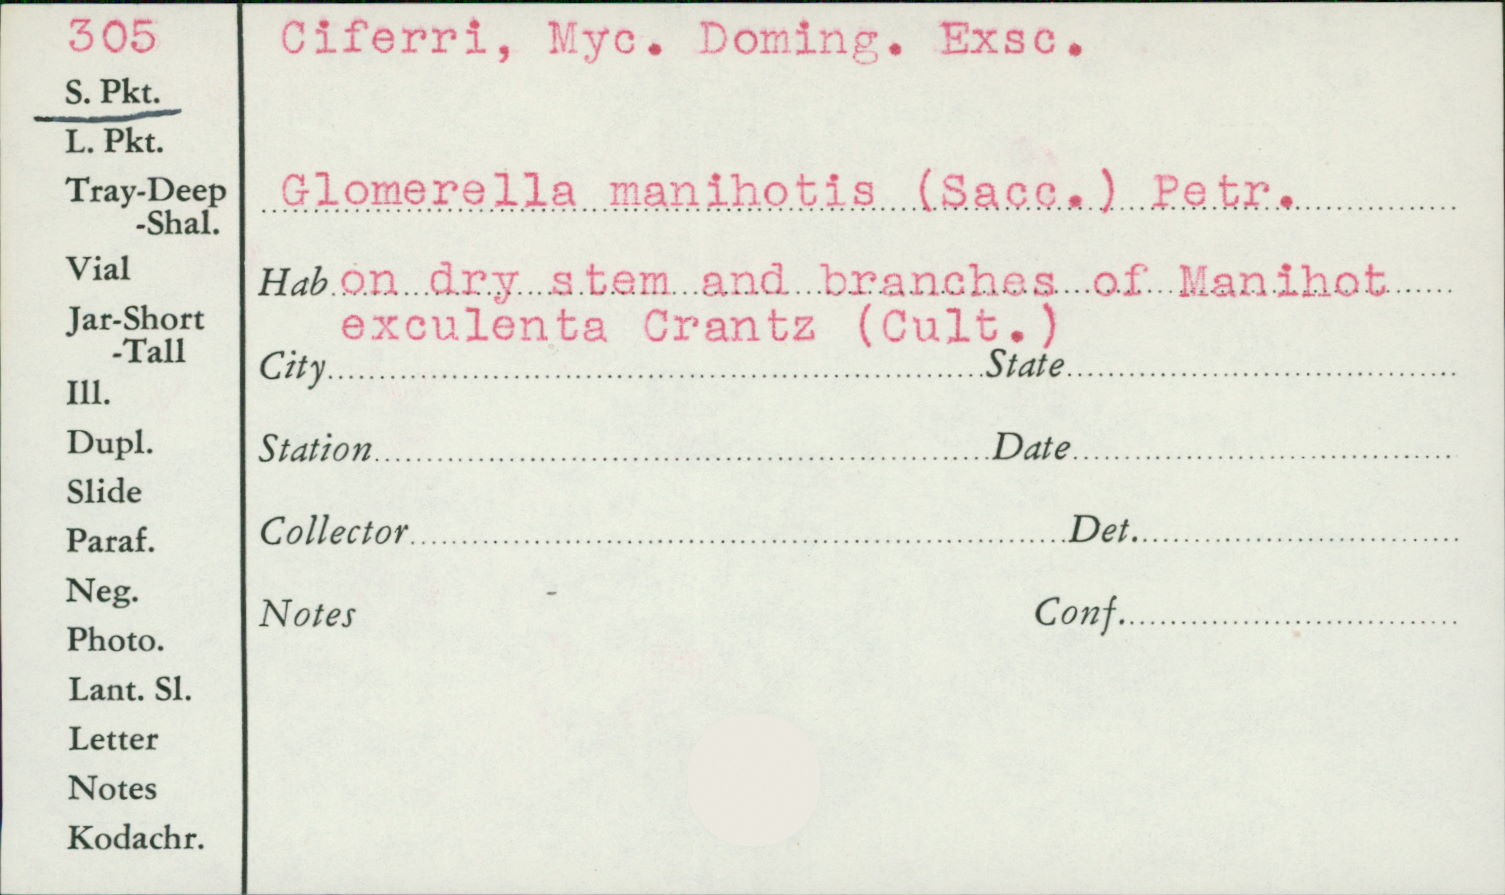 305
S. Pkt.
L. Pkt.
Tray-Deep
-Shal.
Vial
Jar-Short
-Tall
Ill.
Dupl.
Slide
Paraf.
Neg.
Photo.
Lant. Sl.
Letter
Notes
Kodachr.
Ciferri, Myc. Doming. Exsc.
Glomerella manihotis (Sacc.) Petr.
Hab on dry stem and branches of Manihot
exculenta Crantz (Cult.)
City State
Station Date
Collector Det.
Notes Conf.